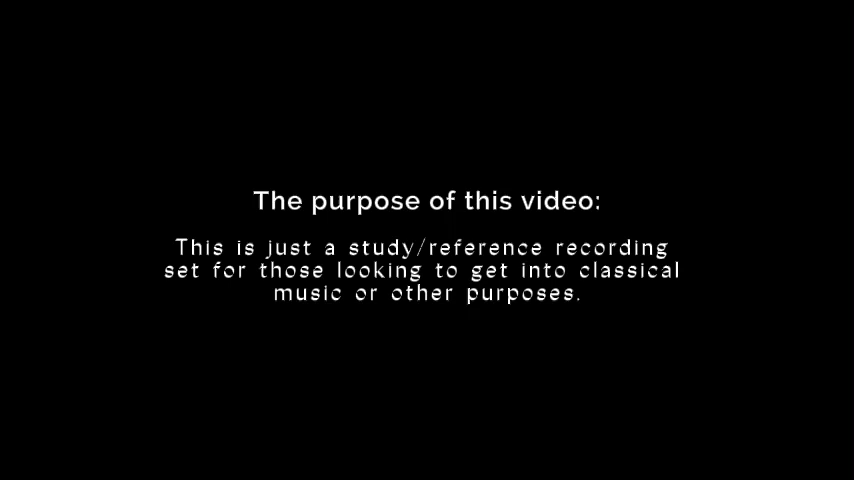 The purpose of this video:
This is just a study/reference recording
set for those looking to get into classical
music or other purposes.